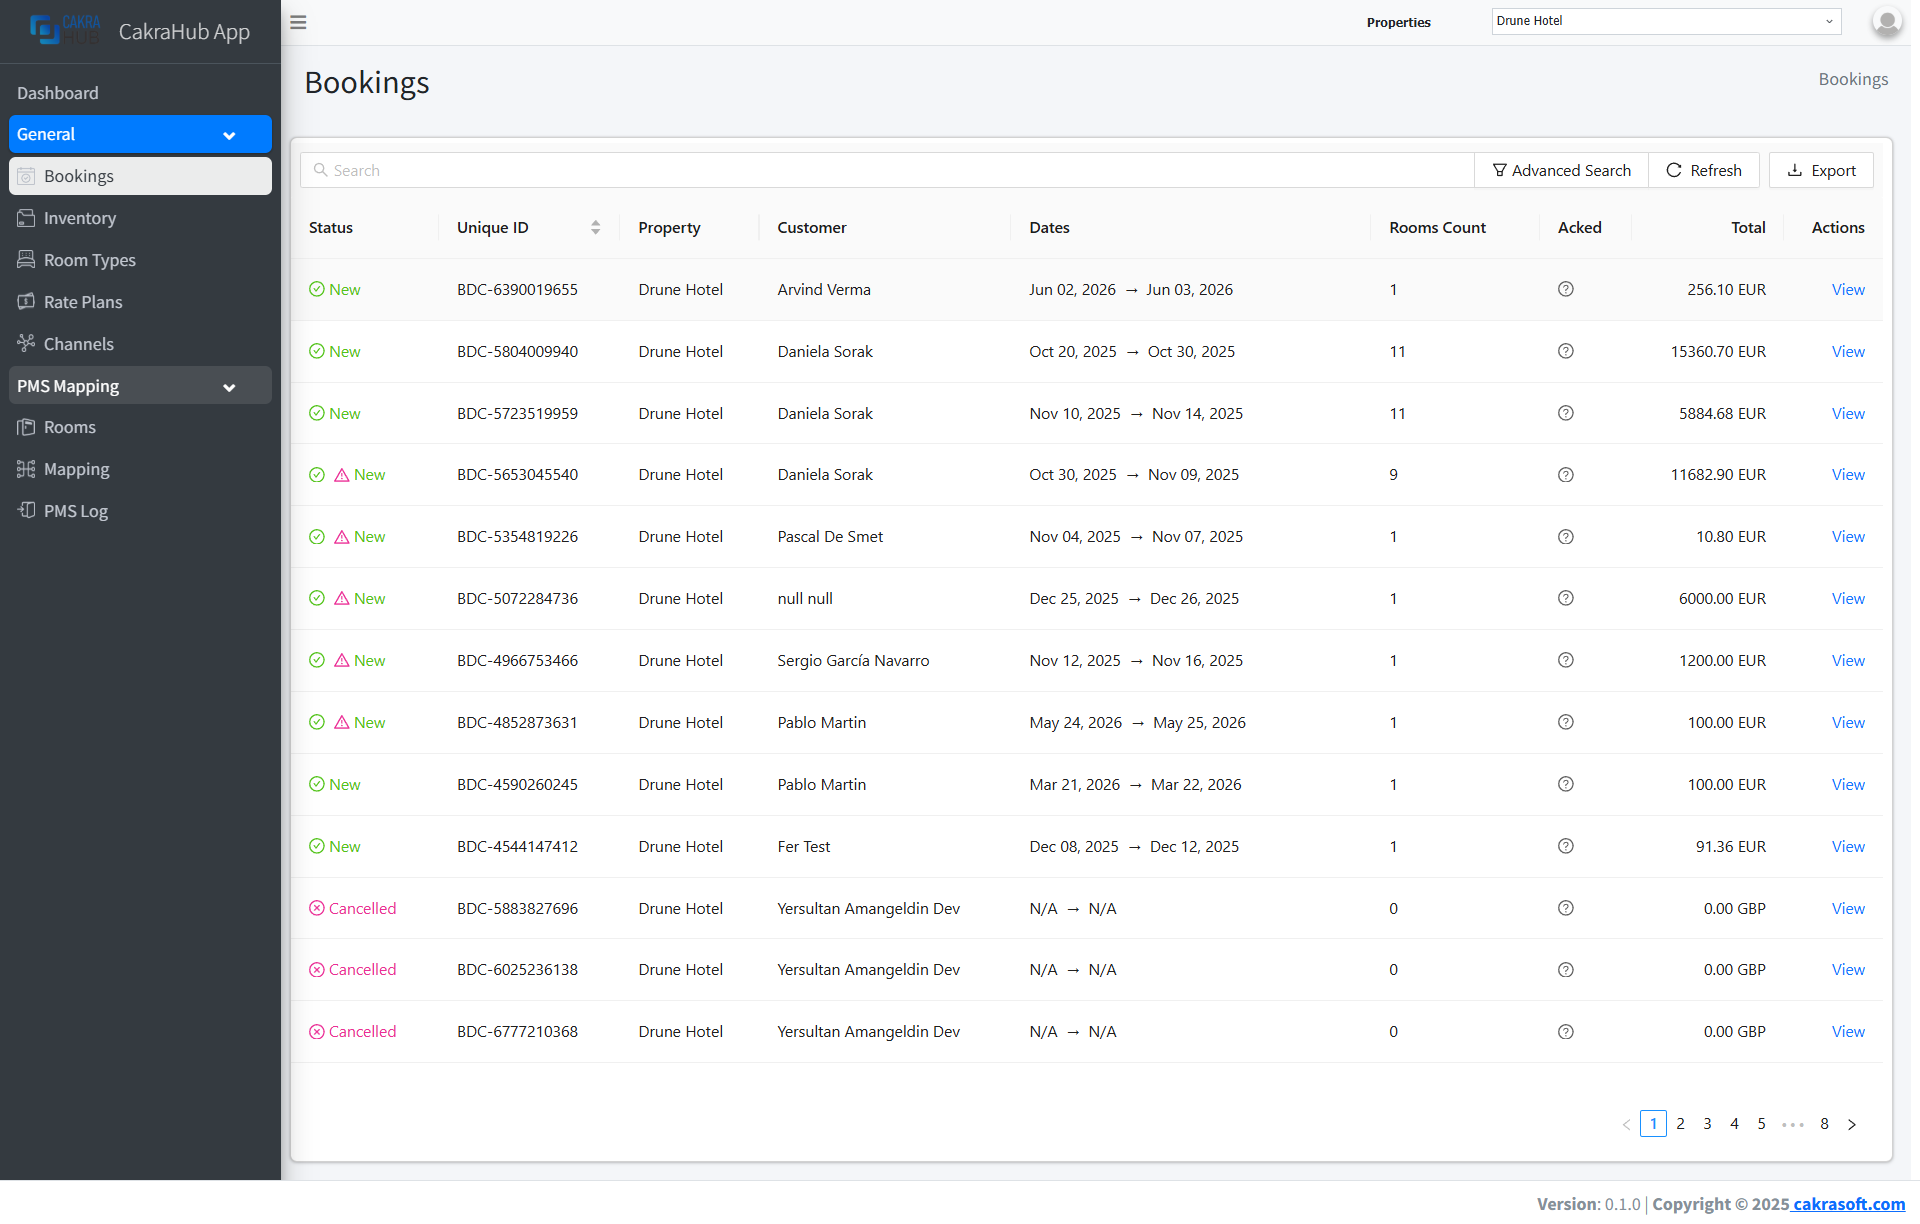 CAKRA
HUB
CakraHub App
Properties
Drune Hotel
Dashboard
General
Bookings
Inventory
Room Types
Rate Plans
Channels
PMS Mapping
Rooms
Mapping
PMS Log
Bookings
Bookings
Search
Advanced Search
Refresh
Export
Status Unique ID Property Customer Dates Rooms Count Acked Total Actions
New BDC-6390019655 Drune Hotel Arvind Verma Jun 02, 2026 → Jun 03, 2026 1 256.10 EUR View
New BDC-5804009940 Drune Hotel Daniela Sorak Oct 20, 2025 → Oct 30, 2025 11 15360.70 EUR View
New BDC-5723519959 Drune Hotel Daniela Sorak Nov 10, 2025 → Nov 14, 2025 11 5884.68 EUR View
New BDC-5653045540 Drune Hotel Daniela Sorak Oct 30, 2025 → Nov 09, 2025 9 11682.90 EUR View
New BDC-5354819226 Drune Hotel Pascal De Smet Nov 04, 2025 → Nov 07, 2025 1 10.80 EUR View
New BDC-5072284736 Drune Hotel null null Dec 25, 2025 → Dec 26, 2025 1 6000.00 EUR View
New BDC-4966753466 Drune Hotel Sergio García Navarro Nov 12, 2025 → Nov 16, 2025 1 1200.00 EUR View
New BDC-4852873631 Drune Hotel Pablo Martin May 24, 2026 → May 25, 2026 1 100.00 EUR View
New BDC-4590260245 Drune Hotel Pablo Martin Mar 21, 2026 → Mar 22, 2026 1 100.00 EUR View
New BDC-4544147412 Drune Hotel Fer Test Dec 08, 2025 → Dec 12, 2025 1 91.36 EUR View
Cancelled BDC-5883827696 Drune Hotel Yersultan Amangeldin Dev N/A → N/A 0 0.00 GBP View
Cancelled BDC-6025236138 Drune Hotel Yersultan Amangeldin Dev N/A → N/A 0 0.00 GBP View
Cancelled BDC-6777210368 Drune Hotel Yersultan Amangeldin Dev N/A → N/A 0 0.00 GBP View
< 1 2 3 4 5 ••• 8 >
Version: 0.1.0 | Copyright © 2025 cakrasoft.com